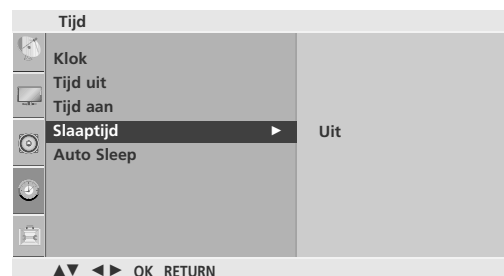 Tijd
Klok
Tijd uit
Tijd aan
Slaaptijd ► Uit
Auto Sleep
▲▼ ◄► OK RETURN